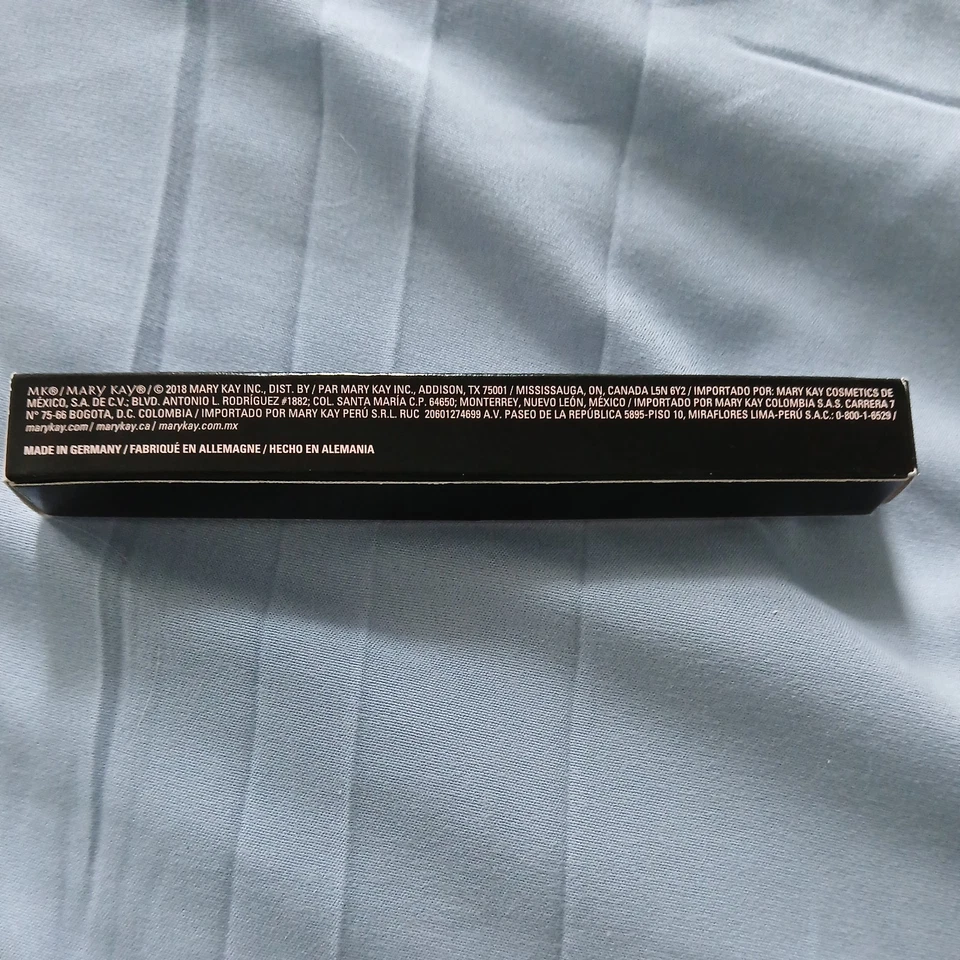 MK®/MARY KAY®/© 2018 MARY KAY INC., DIST. BY / PAR MARY KAY INC., ADDISON, TX 75001 / MISSISSAUGA, ON, CANADA L5N 6Y2 / IMPORTADO POR: MARY KAY COSMETICS DE
MÉXICO, S.A. DE C.V.: BLVD. ANTONIO L. RODRÍGUEZ #1882; COL. SANTA MARÍA C.P. 64650; MONTERREY, NUEVO LEÓN, MÉXICO / IMPORTADO POR MARY KAY COLOMBIA S.A.S. CARRERA 7
N° 75-66 BOGOTA, D.C. COLOMBIA / IMPORTADO POR MARY KAY PERÚ S.R.L. RUC 20601274699 A.V. PASEO DE LA REPÚBLICA 5895-PISO 10, MIRAFLORES LIMA-PERÚ S.A.C.: 0-800-1-6529 /
marykay.com / marykay.ca / marykay.com.mx
MADE IN GERMANY / FABRIQUÉ EN ALLEMAGNE / HECHO EN ALEMANIA